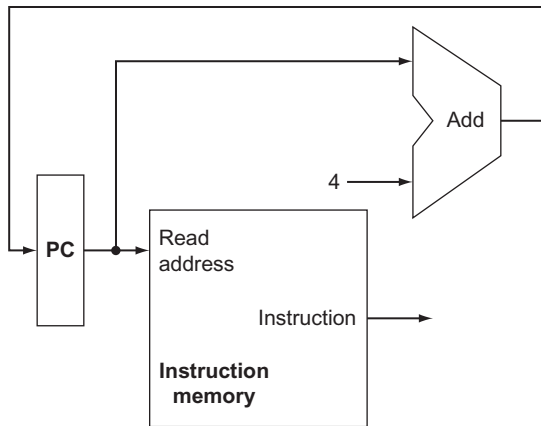 Add
4
PC
Read
address
Instruction
Instruction
memory